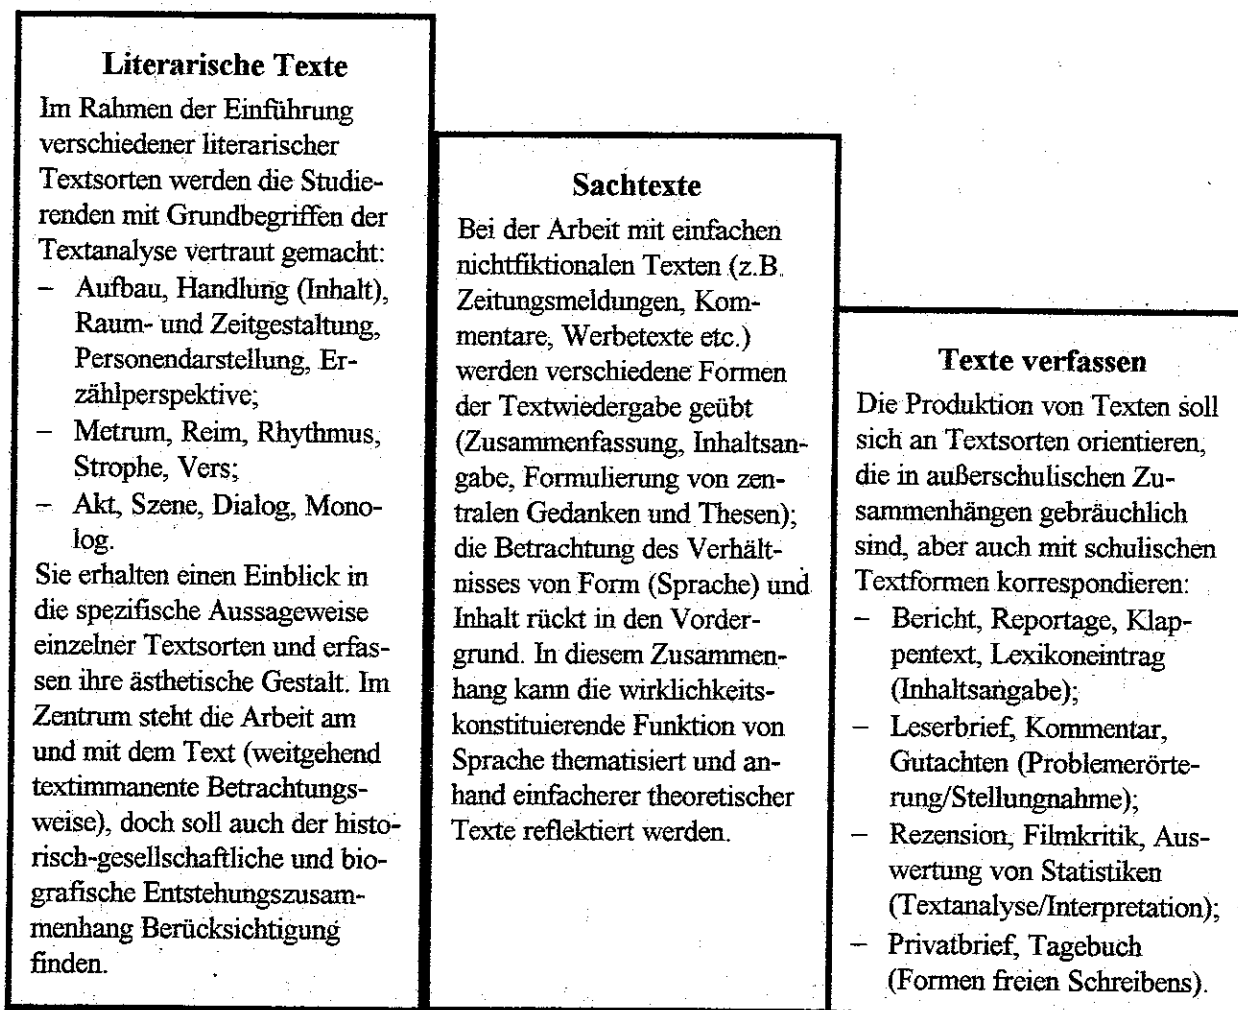 Literarische Texte
Im Rahmen der Einführung
verschiedener literarischer
Textsorten werden die Studie-
renden mit Grundbegriffen der
Textanalyse vertraut gemacht:
– Aufbau, Handlung (Inhalt),
Raum- und Zeitgestaltung,
Personendarstellung, Er-
zählperspektive;
– Metrum, Reim, Rhythmus,
Strophe, Vers;
– Akt, Szene, Dialog, Mono-
log.
Sie erhalten einen Einblick in
die spezifische Aussageweise
einzelner Textsorten und erfas-
sen ihre ästhetische Gestalt. Im
Zentrum steht die Arbeit am
und mit dem Text (weitgehend
textimmanente Betrachtungs-
weise), doch soll auch der histo-
risch-gesellschaftliche und bio-
grafische Entstehungszusam-
menhang Berücksichtigung
finden.
Sachtexte
Bei der Arbeit mit einfachen
nichtfiktionalen Texten (z.B.
Zeitungsmeldungen, Kom-
mentare, Werbetexte etc.)
werden verschiedene Formen
der Textwiedergabe geübt
(Zusammenfassung, Inhaltsan-
gabe, Formulierung von zen-
tralen Gedanken und Thesen);
die Betrachtung des Verhält-
nisses von Form (Sprache) und
Inhalt rückt in den Vorder-
grund. In diesem Zusammen-
hang kann die wirklichkeits-
konstituierende Funktion von
Sprache thematisiert und an-
hand einfacherer theoretischer
Texte reflektiert werden.
Texte verfassen
Die Produktion von Texten soll
sich an Textsorten orientieren,
die in außerschulischen Zu-
sammenhängen gebräuchlich
sind, aber auch mit schulischen
Textformen korrespondieren:
– Bericht, Reportage, Klap-
pentext, Lexikoneintrag
(Inhaltsangabe);
– Leserbrief, Kommentar,
Gutachten (Problemerörte-
rung/Stellungnahme);
– Rezension, Filmkritik, Aus-
wertung von Statistiken
(Textanalyse/Interpretation);
– Privatbrief, Tagebuch
(Formen freien Schreibens).